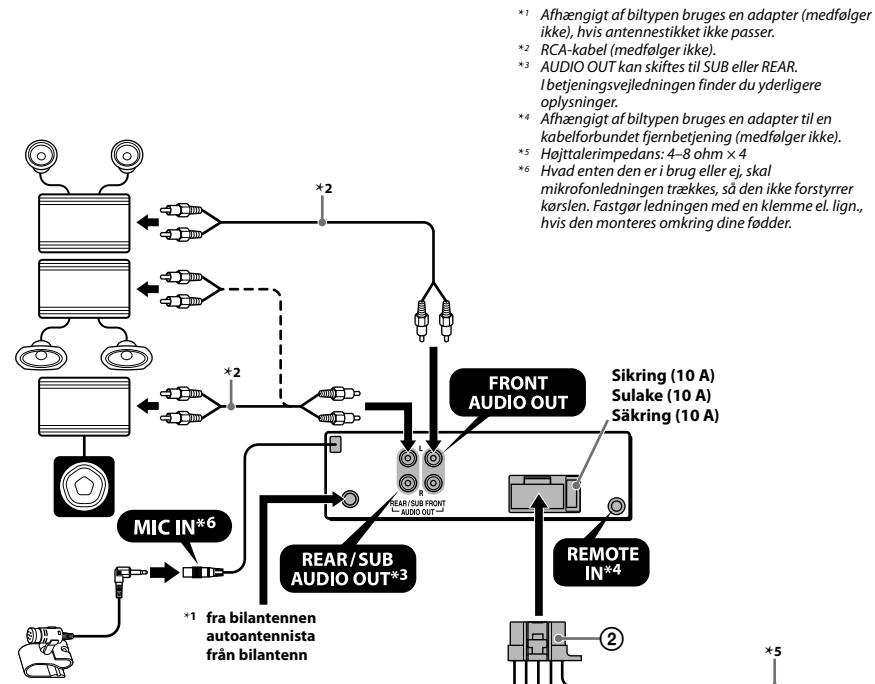 *1 Afhængigt af biltypen bruges en adapter (medfølger
ikke), hvis antennestikket ikke passer.
*2 RCA-kabel (medfølger ikke).
*3 AUDIO OUT kan skiftes til SUB eller REAR.
I betjeningsvejledningen finder du yderligere
oplysninger.
*4 Afhængigt af biltypen bruges en adapter til en
kabelforbundet fjernbetjening (medfølger ikke).
*5 Højttalerimpedans: 4–8 ohm × 4
*6 Hvad enten den er i brug eller ej, skal
mikrofonledningen trækkes, så den ikke forstyrrer
kørslen. Fastgør ledningen med en klemme el. lign.,
hvis den monteres omkring dine fødder.
*2
*2
FRONT
AUDIO OUT
Sikring (10 A)
Sulake (10 A)
Säkring (10 A)
L
R
REAR/SUB FRONT
AUDIO OUT
MIC IN*6
REAR/SUB
AUDIO OUT*3
REMOTE
IN*4
*1 fra bilantennen
autoantennista
från bilantenn
2
*5